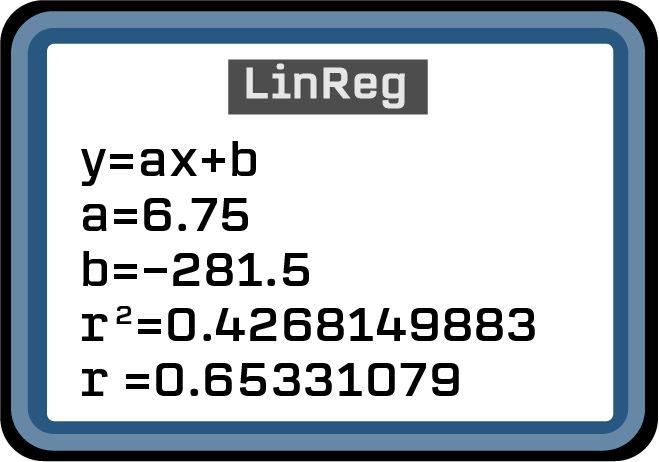 LinReg
y=ax+b
a=6.75
b=−281.5
r²=0.4268149883
r =0.65331079